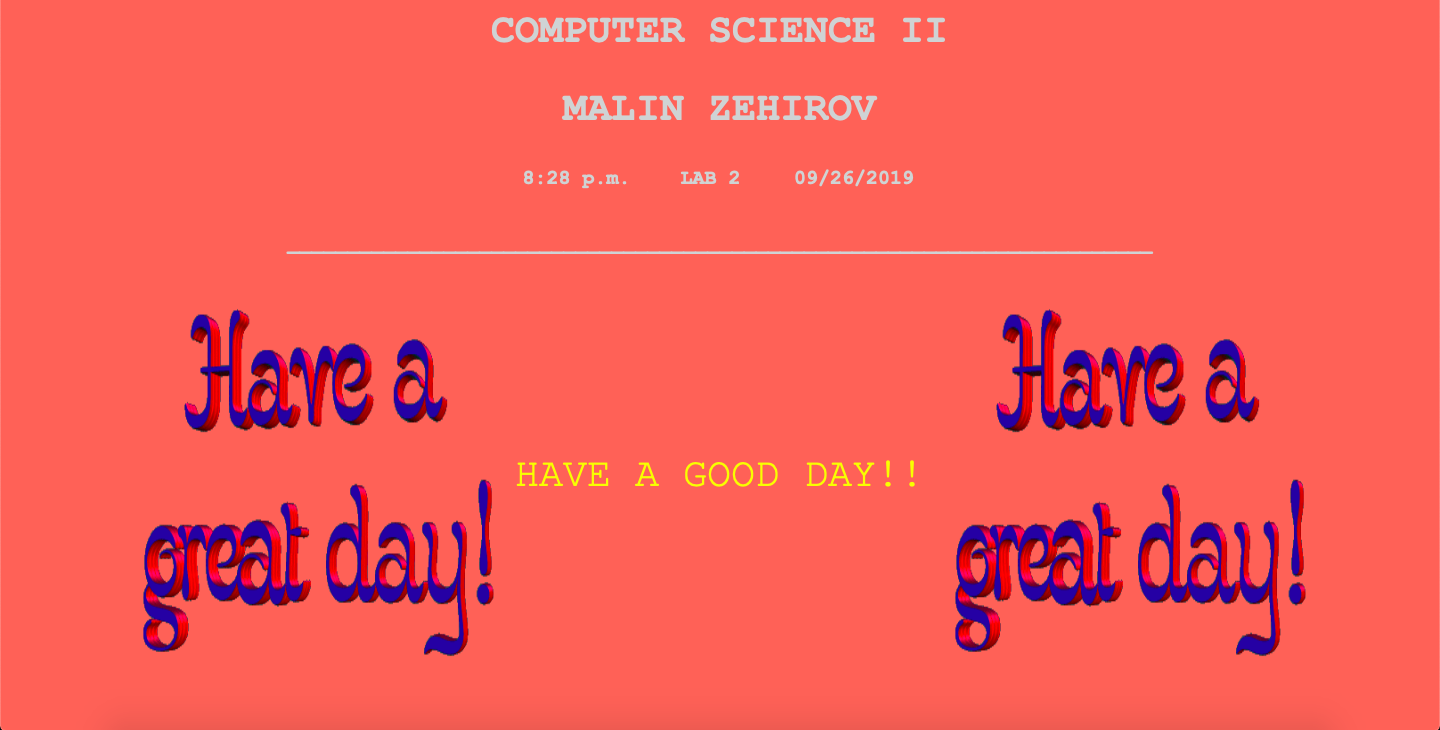 COMPUTER SCIENCE II
MALIN ZEHIROV
8:28 p.m. LAB 2 09/26/2019
Have a
great day!
HAVE A GOOD DAY!!
Have a
great day!